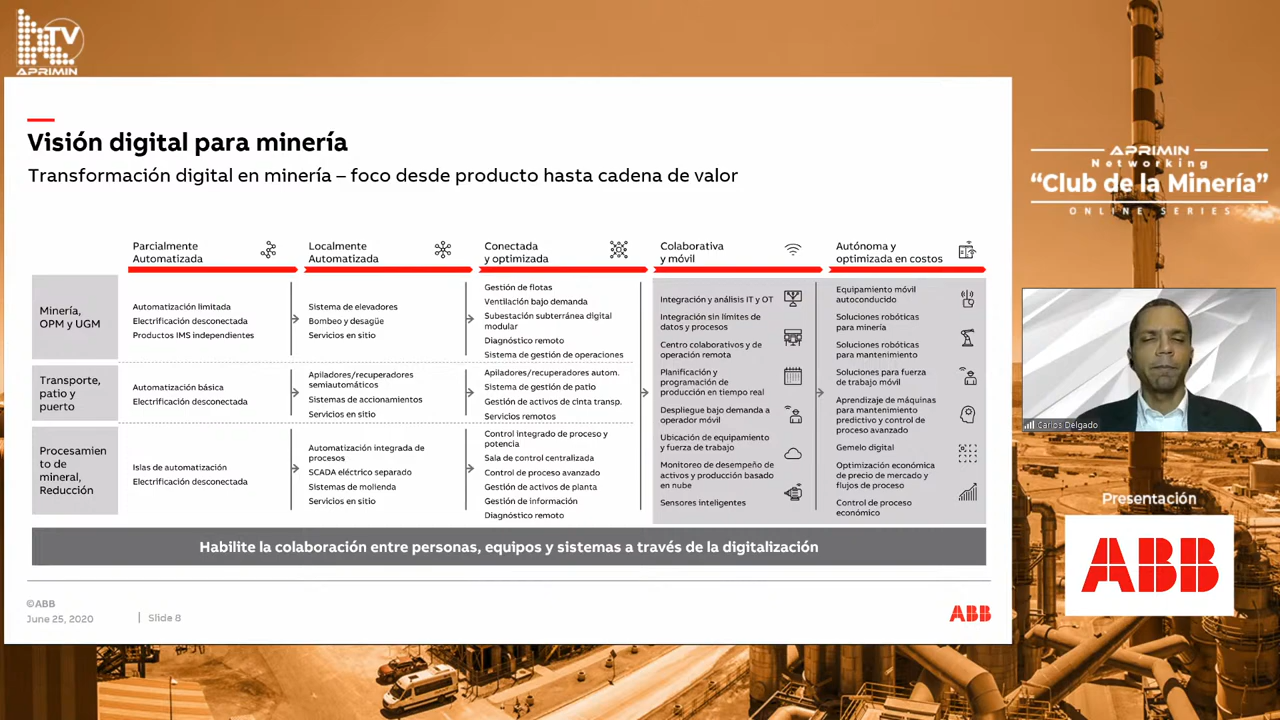 TV
APRIMIN
Visión digital para minería
Transformación digital en minería – foco desde producto hasta cadena de valor
Parcialmente
Automatizada
Localmente
Automatizada
Conectada
y optimizada
Colaborativa
y móvil
Autónoma y
optimizada en costos
Minería,
OPM y UGM
Automatización limitada
Electrificación desconectada
Productos IMS independientes
Sistema de elevadores
Bombeo y desagüe
Servicios en sitio
Gestión de flotas
Ventilación bajo demanda
Subestación subterránea digital
modular
Diagnóstico remoto
Sistema de gestión de operaciones
Transporte,
patio y
puerto
Automatización básica
Electrificación desconectada
Apiladores/recuperadores
semiautomáticos
Sistemas de accionamientos
Servicios en sitio
Apiladores/recuperadores autom.
Sistema de gestión de patio
Gestión de activos de cinta transp.
Servicios remotos
Procesamien
to de
mineral,
Reducción
Islas de automatización
Electrificación desconectada
Automatización integrada de
procesos
SCADA eléctrico separado
Sistemas de molienda
Servicios en sitio
Control integrado de proceso y
potencia
Sala de control centralizada
Control de proceso avanzado
Gestión de activos de planta
Gestión de información
Diagnóstico remoto
Integración y análisis IT y OT
Integración sin límites de
datos y procesos
Centro colaborativos y de
operación remota
Planificación y
programación de
producción en tiempo real
Despliegue bajo demanda a
operador móvil
Ubicación de equipamiento
y fuerza de trabajo
Monitoreo de desempeño de
activos y producción basado
en nube
Sensores inteligentes
Equipamiento móvil
autoconducido
Soluciones robóticas
para minería
Soluciones robóticas
para mantenimiento
Soluciones para fuerza
de trabajo móvil
Aprendizaje de máquinas
para mantenimiento
predictivo y control de
proceso avanzado
Gemelo digital
Optimización económica
de precio de mercado y
flujos de proceso
Control de proceso
económico
Habilite la colaboración entre personas, equipos y sistemas a través de la digitalización
©ABB
June 25, 2020
Slide 8
ABB
APRIMIN
Networking
“Club de la Minería”
ONLINE SERIES
Carlos Delgado
Presentación
ABB